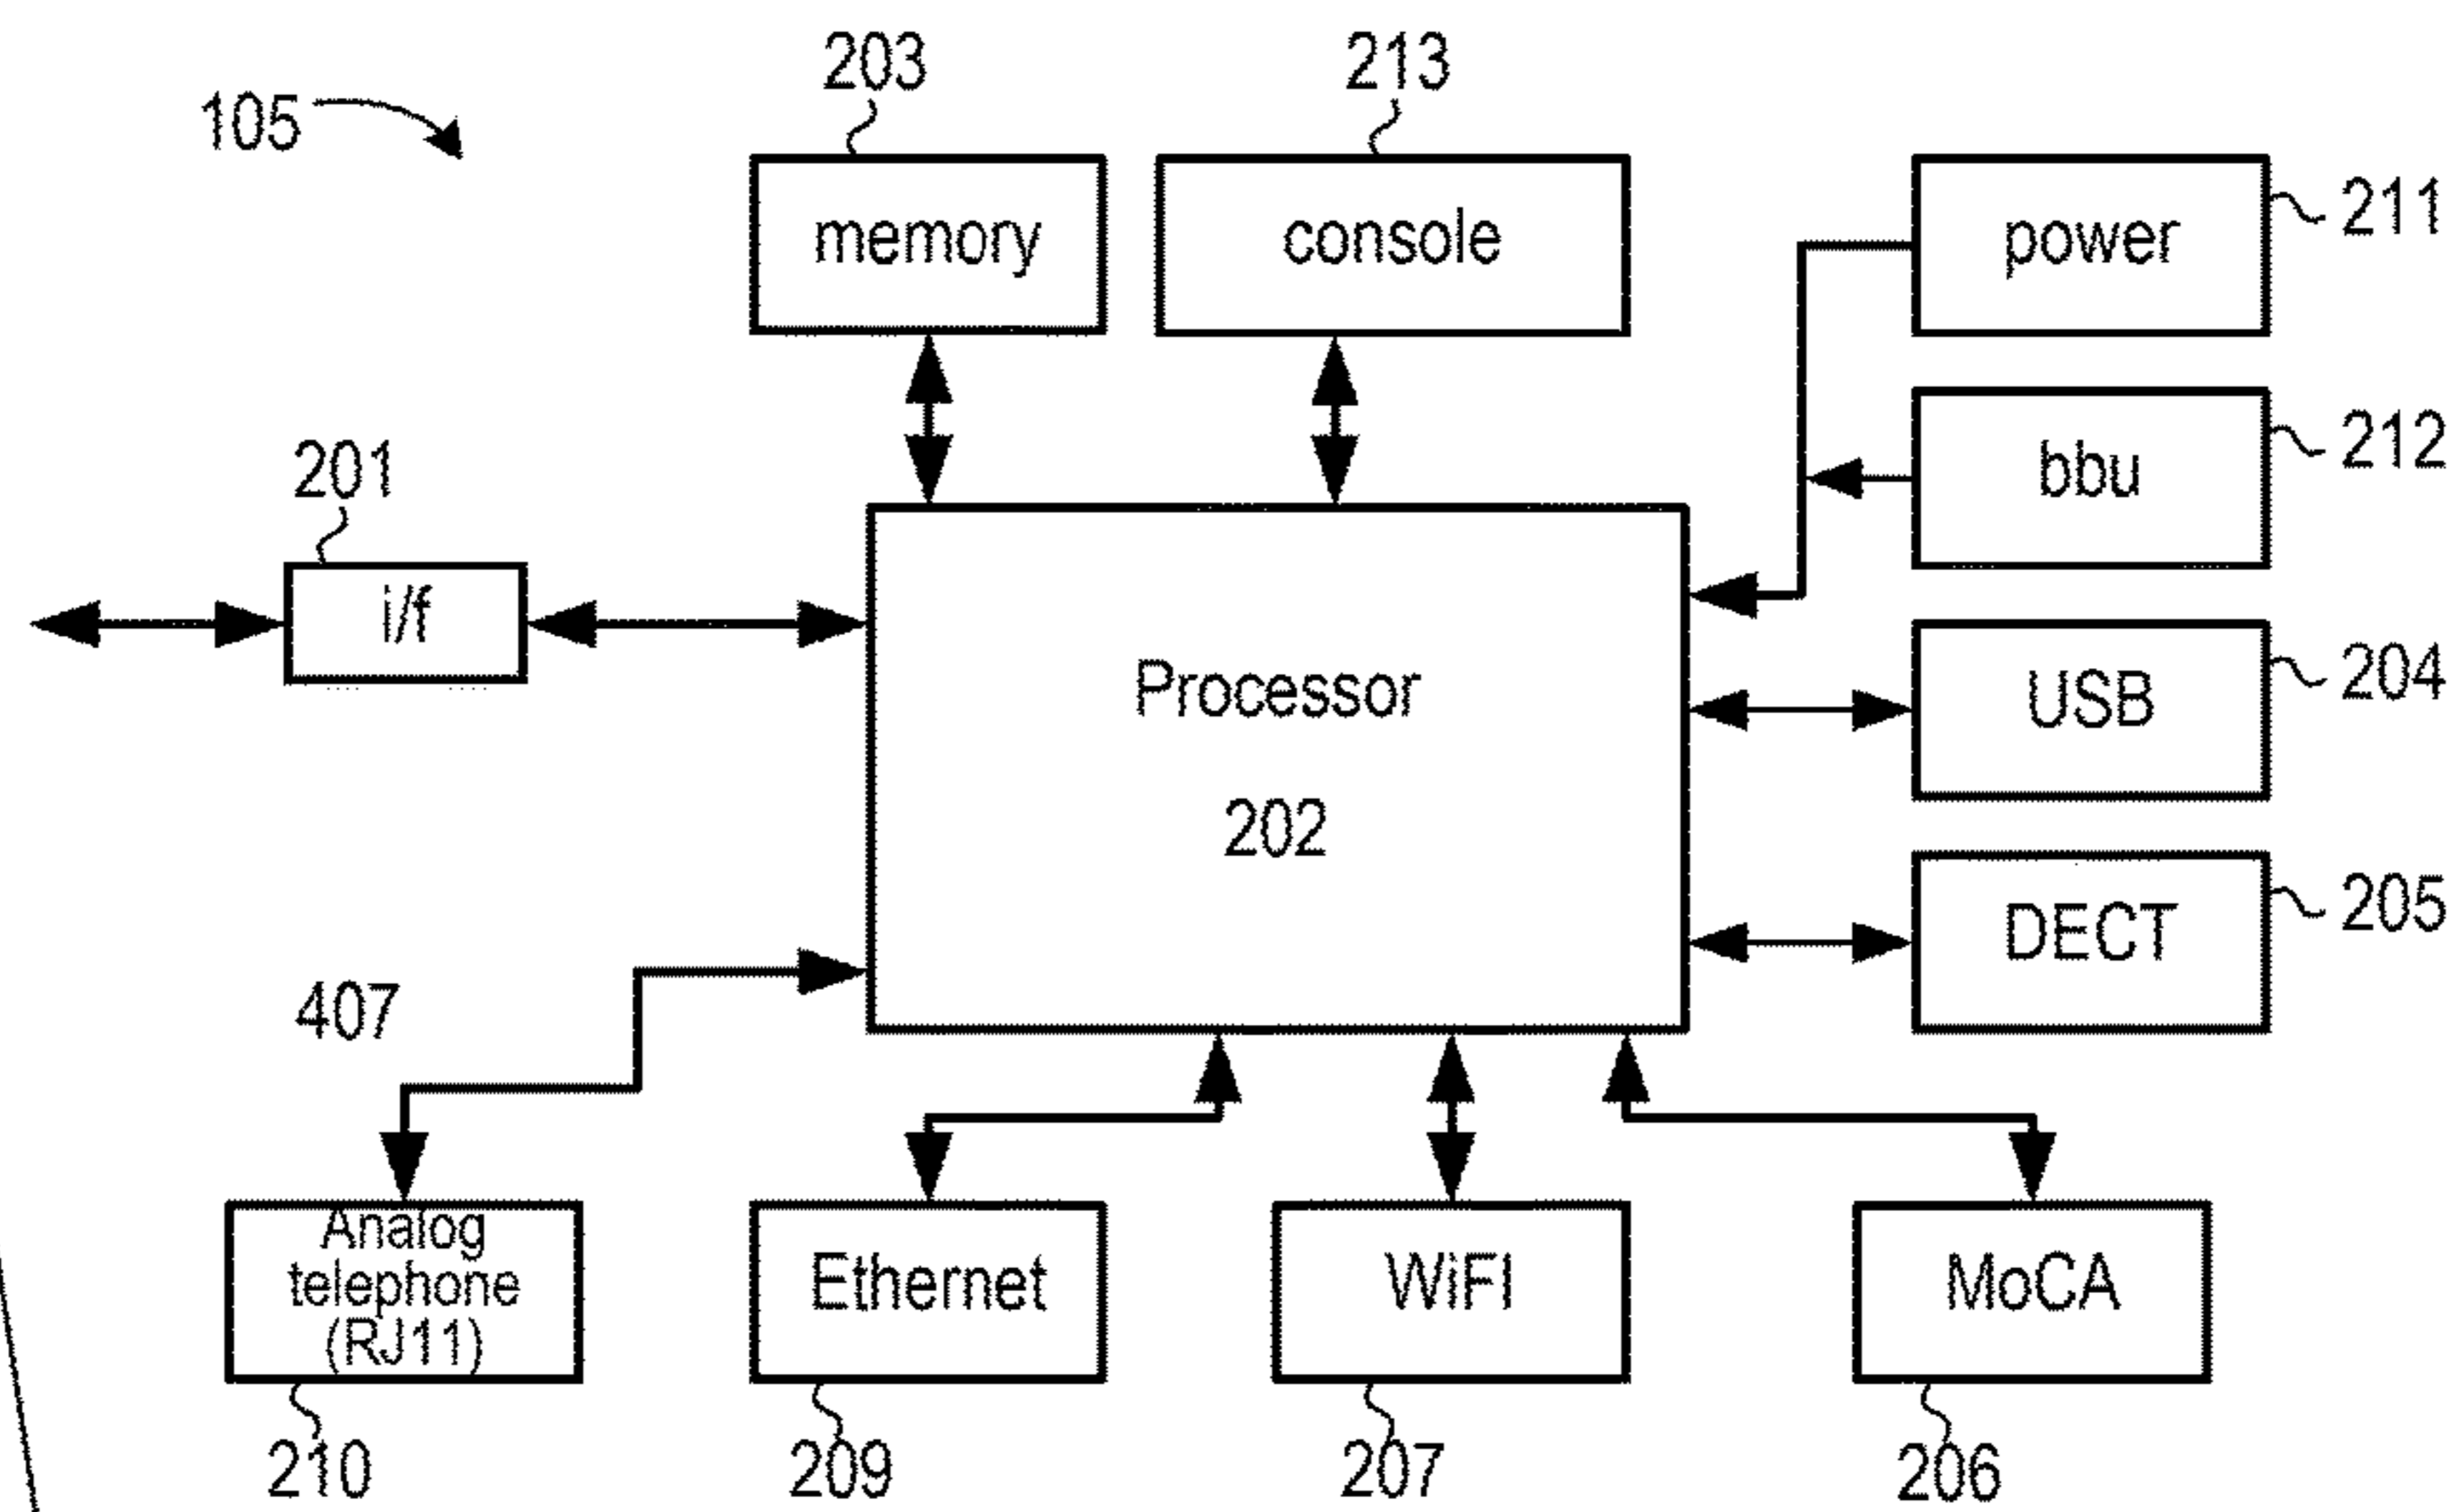 203
213
105
memory
console
power
211
201
bbu
212
i/f
Processor
202
USB
204
DECT
205
407
Analog
telephone
(RJ11)
Ethernet
WiFI
MoCA
210
209
207
206